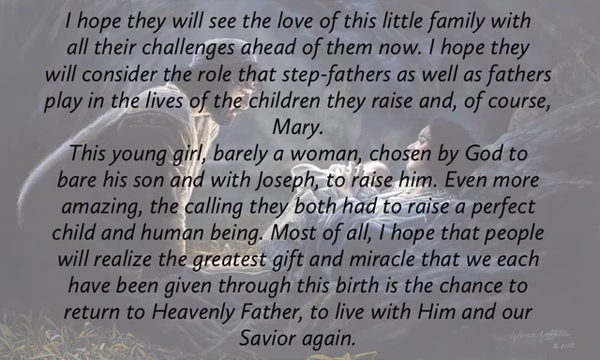 I hope they will see the love of this little family with
all their challenges ahead of them now. I hope they
will consider the role that step-fathers as well as fathers
play in the lives of the children they raise and, of course,
Mary.
This young girl, barely a woman, chosen by God to
bare his son and with Joseph, to raise him. Even more
amazing, the calling they both had to raise a perfect
child and human being. Most of all, I hope that people
will realize the greatest gift and miracle that we each
have been given through this birth is the chance to
return to Heavenly Father, to live with Him and our
Savior again.